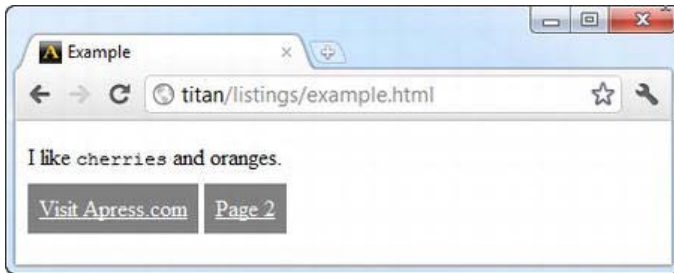 Example
titan/listings/example.html
I like cherries and oranges.
Visit Apress.com Page 2